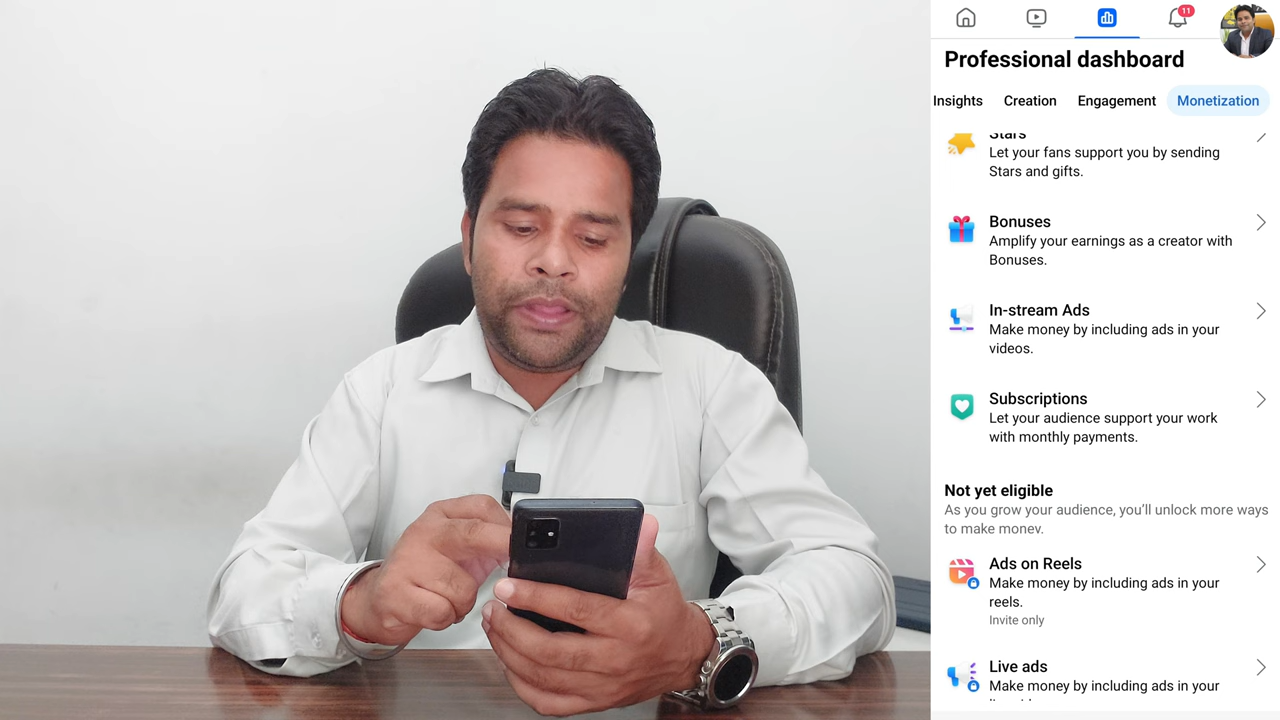 11
Professional dashboard
Insights Creation Engagement Monetization
Stars
Let your fans support you by sending
Stars and gifts.
Bonuses
Amplify your earnings as a creator with
Bonuses.
In-stream Ads
Make money by including ads in your
videos.
Subscriptions
Let your audience support your work
with monthly payments.
Not yet eligible
As you grow your audience, you'll unlock more ways
to make money.
Ads on Reels
Make money by including ads in your
reels.
Invite only
Live ads
Make money by including ads in your